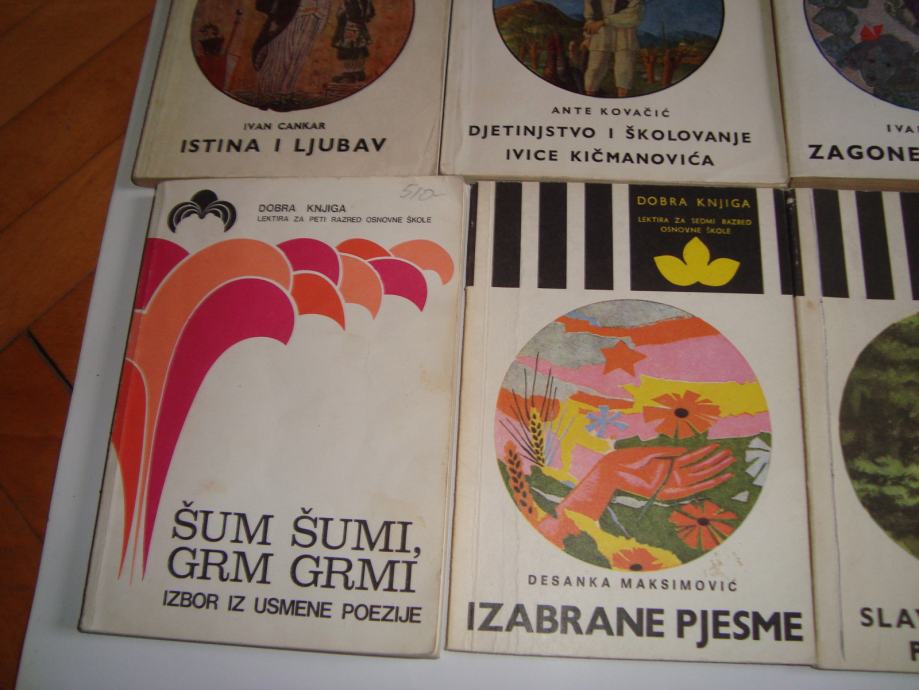 IVAN CANKAR
ISTINA I LJUBAV
ANTE KOVAČIĆ
DJETINJSTVO I ŠKOLOVANJE
IVICE KIČMANOVIĆA
510-
DOBRA KNJIGA
LEKTIRA ZA PETI RAZRED OSNOVNE ŠKOLE
ŠUM ŠUMI,
GRM GRMI
IZBOR IZ USMENE POEZIJE
DOBRA KNJIGA
LEKTIRA ZA SEDMI RAZRED
OSNOVNE ŠKOLE
DESANKA MAKSIMOVIĆ
IZABRANE PJESME